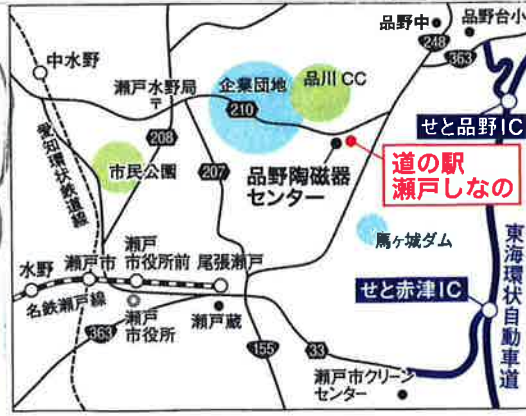 品野中
品野台小
248
363
中水野
瀬戸水野局
〒
企業団地
品川CC
210
せと品野IC
208
愛知環状鉄道線
市民公園
207
品野陶磁器
センター
道の駅
瀬戸しなの
馬ヶ城ダム
水野
瀬戸市
瀬戸
市役所前
尾張瀬戸
名鉄瀬戸線
瀬戸
市役所
瀬戸蔵
せと赤津IC
東海環状自動車道
363
155
33
瀬戸市クリーン
センター